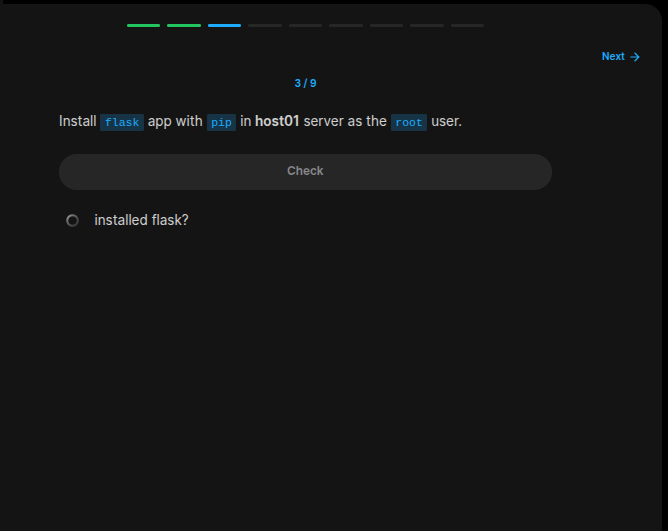 Next →
3 / 9
Install flask app with pip in host01 server as the root user.
Check
installed flask?